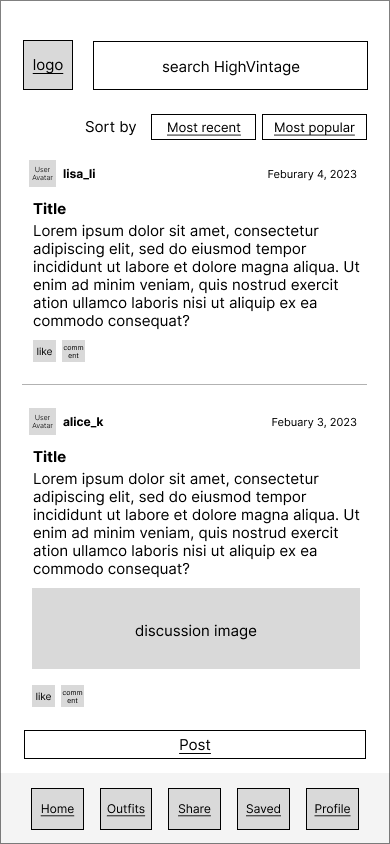 logo
search HighVintage
Sort by
Most recent
Most popular
User
Avatar
lisa_li
Feburary 4, 2023
Title
Lorem ipsum dolor sit amet, consectetur
adipiscing elit, sed do eiusmod tempor
incididunt ut labore et dolore magna aliqua. Ut
enim ad minim veniam, quis nostrud exercit
ation ullamco laboris nisi ut aliquip ex ea
commodo consequat?
like
comm
ent
User
Avatar
alice_k
Febuary 3, 2023
Title
Lorem ipsum dolor sit amet, consectetur
adipiscing elit, sed do eiusmod tempor
incididunt ut labore et dolore magna aliqua. Ut
enim ad minim veniam, quis nostrud exercit
ation ullamco laboris nisi ut aliquip ex ea
commodo consequat?
discussion image
like
comm
ent
Post
Home
Outfits
Share
Saved
Profile